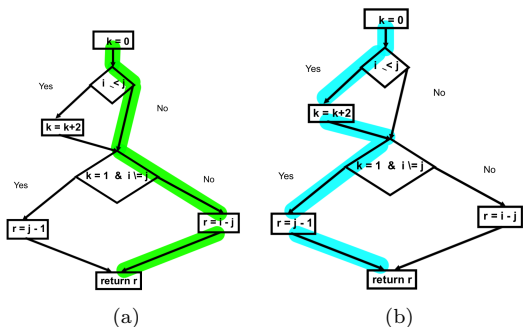 k = 0
i _< j
Yes
No
k = k+2
k = 1 & i \= j
Yes
No
r = j - 1
r = i - j
return r
(a)
k = 0
i _< j
Yes
No
k = k+2
k = 1 & i \= j
Yes
No
r = j - 1
r = i - j
return r
(b)